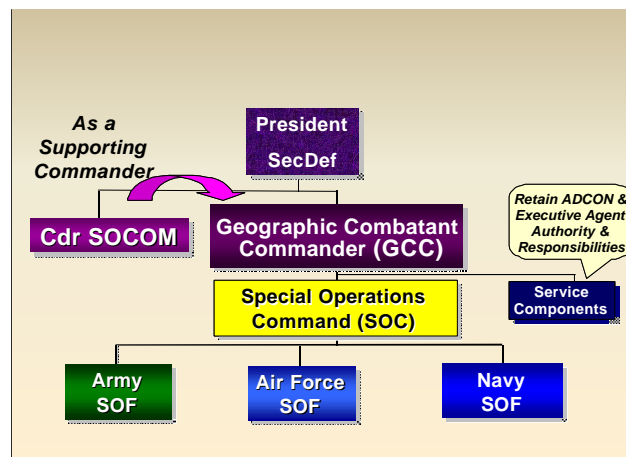 As a
Supporting
Commander
President
SecDef
Retain ADCON &
Executive Agent
Authority &
Responsibilities
Cdr SOCOM
Geographic Combatant
Commander (GCC)
Service
Components
Special Operations
Command (SOC)
Army
SOF
Air Force
SOF
Navy
SOF